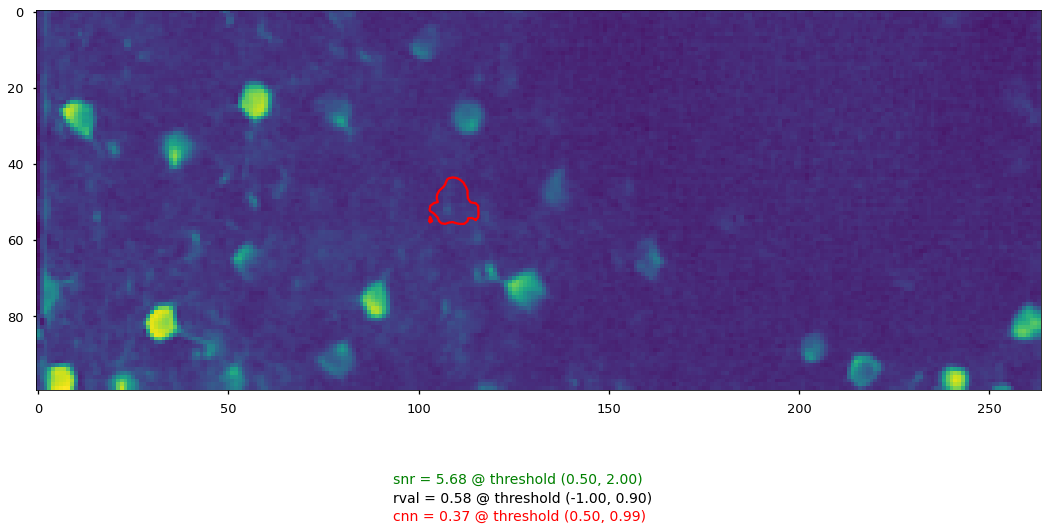 0
20
40
60
80
0 50 100 150 200 250
snr = 5.68 @ threshold (0.50, 2.00)
rval = 0.58 @ threshold (-1.00, 0.90)
cnn = 0.37 @ threshold (0.50, 0.99)